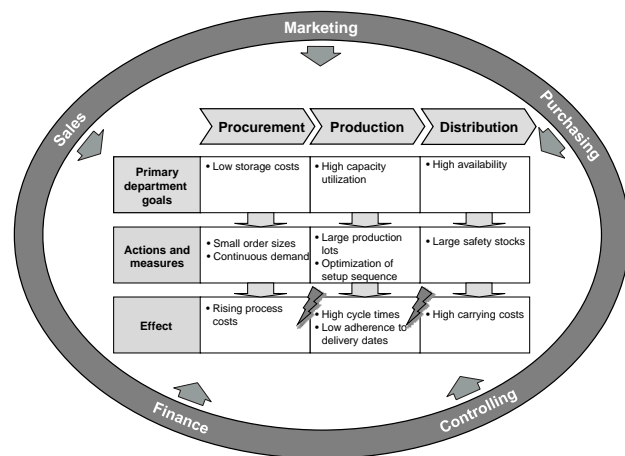 Marketing
Sales
Purchasing
Procurement
Production
Distribution
Primary
department
goals
• Low storage costs
• High capacity
utilization
• High availability
Actions and
measures
• Small order sizes
• Continuous demand
• Large production
lots
• Optimization of
setup sequence
• Large safety stocks
Effect
• Rising process
costs
• High cycle times
• Low adherence to
delivery dates
• High carrying costs
Finance
Controlling